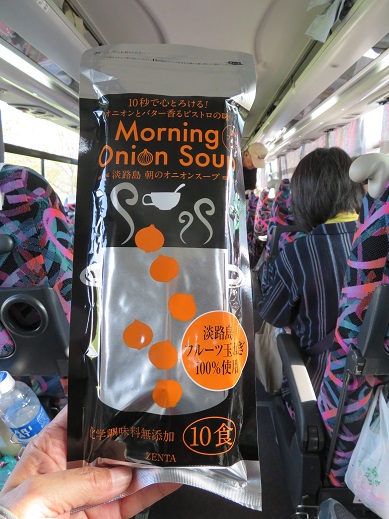 10秒で心とろける!
オニオンとバター香るビストロの味
Morning
Onion Soup
淡路島 朝のオニオンスープ
淡路島
フルーツ玉ねぎ
100%使用
化学調味料無添加
10食
ZENTA